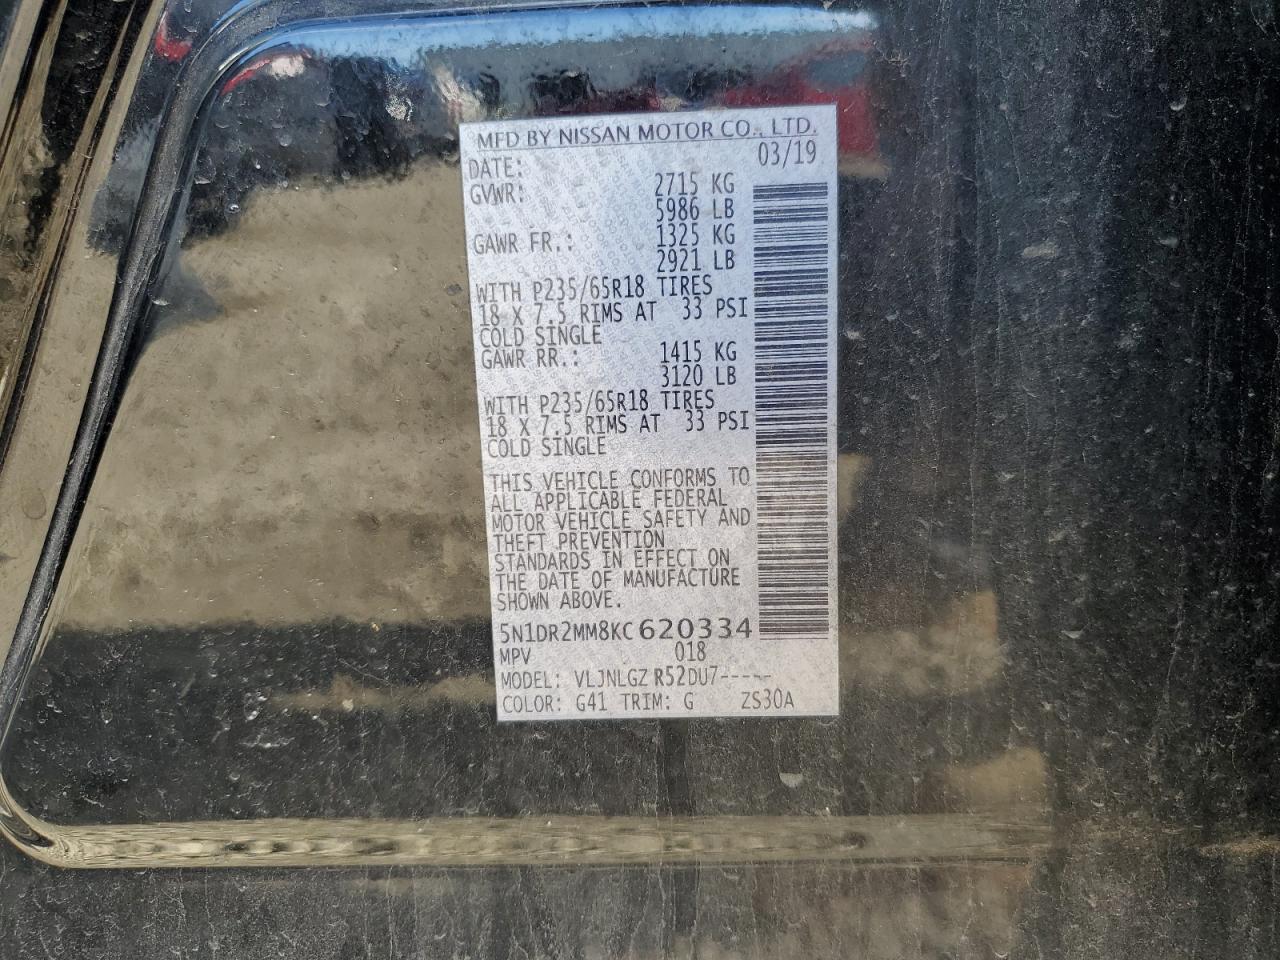 MFD BY NISSAN MOTOR CO., LTD.
DATE: 03/19
GVWR: 2715 KG
5986 LB
GAWR FR.: 1325 KG
2921 LB
WITH P235/65R18 TIRES
18 X 7.5 RIMS AT 33 PSI
COLD SINGLE
GAWR RR.: 1415 KG
3120 LB
WITH P235/65R18 TIRES
18 X 7.5 RIMS AT 33 PSI
COLD SINGLE
THIS VEHICLE CONFORMS TO
ALL APPLICABLE FEDERAL
MOTOR VEHICLE SAFETY AND
THEFT PREVENTION
STANDARDS IN EFFECT ON
THE DATE OF MANUFACTURE
SHOWN ABOVE.
5N1DR2MM8KC620334
MPV 018
MODEL: VLJNLGZ R52DU7-----
COLOR: G41 TRIM: G ZS30A